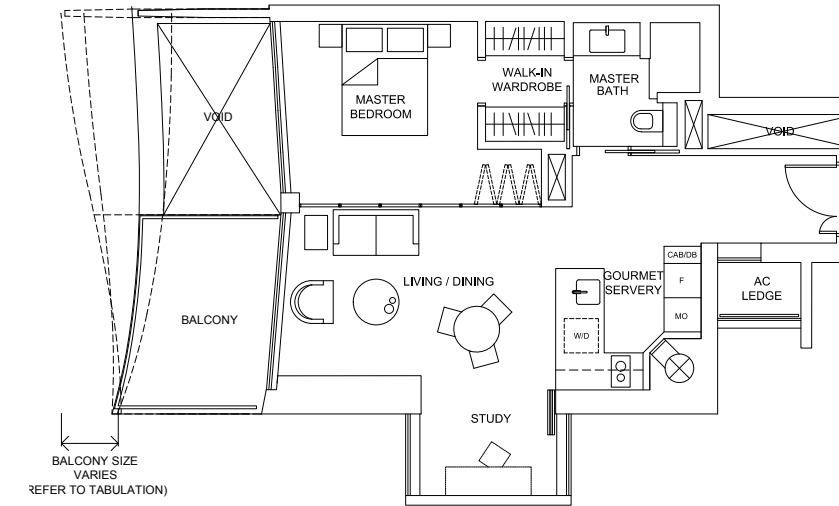 WALK-IN
WARDROBE
MASTER
BATH
MASTER
BEDROOM
VOID
VOID
CAB/DB
LIVING / DINING
GOURMET
SERVERY
F
AC
LEDGE
BALCONY
MO
W/D
STUDY
BALCONY SIZE
VARIES
REFER TO TABULATION)